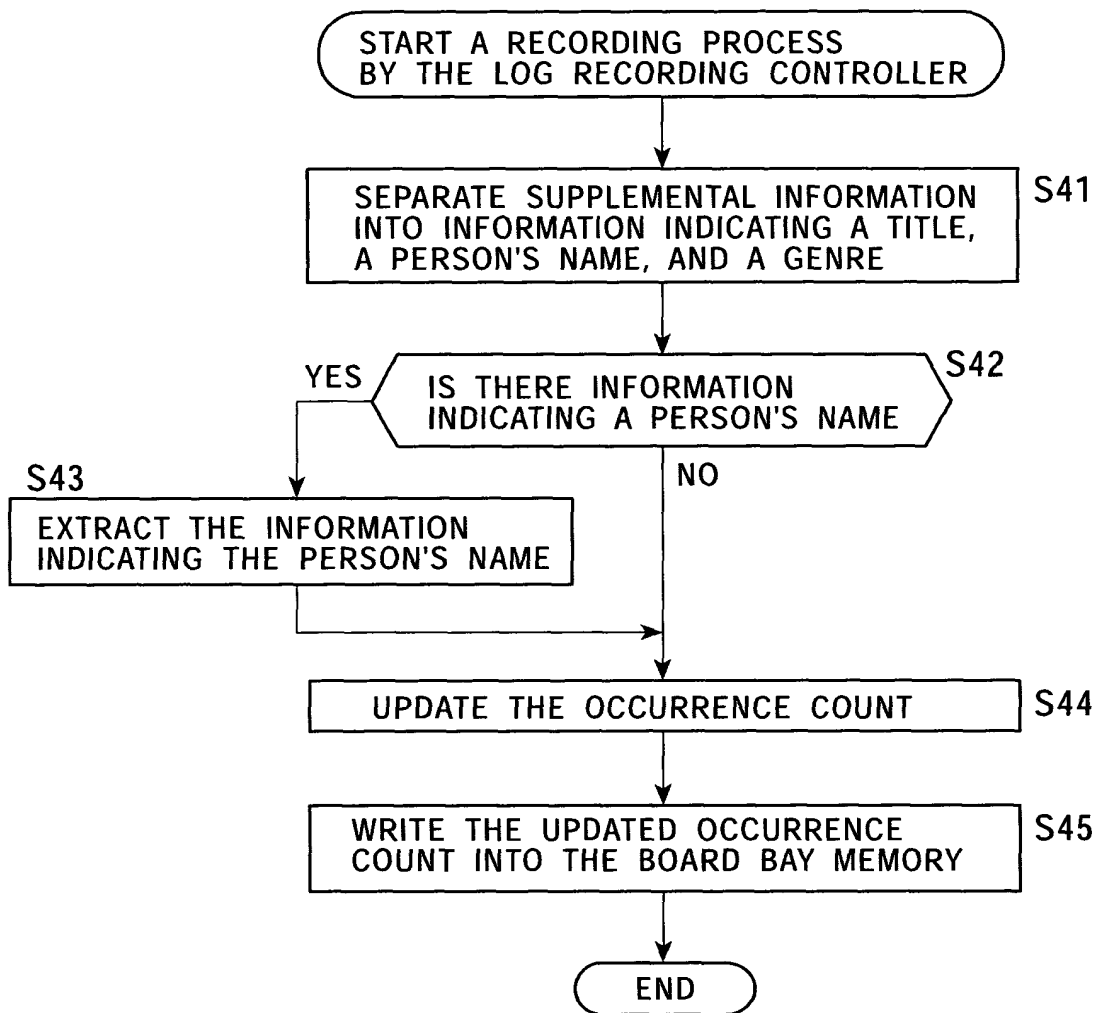 START A RECORDING PROCESS
BY THE LOG RECORDING CONTROLLER
S41
SEPARATE SUPPLEMENTAL INFORMATION
INTO INFORMATION INDICATING A TITLE,
A PERSON'S NAME, AND A GENRE
S42
YES
IS THERE INFORMATION
INDICATING A PERSON'S NAME
NO
S43
EXTRACT THE INFORMATION
INDICATING THE PERSON'S NAME
UPDATE THE OCCURRENCE COUNT
S44
WRITE THE UPDATED OCCURRENCE
COUNT INTO THE BOARD BAY MEMORY
S45
END